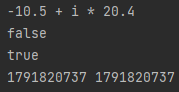 -10.5 + i * 20.4
false
true
1791820737 1791820737